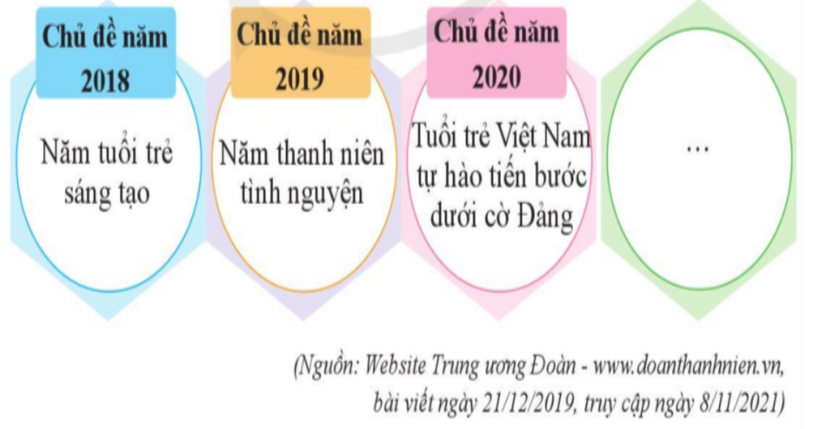 Chủ đề năm
2018
Năm tuổi trẻ
sáng tạo
Chủ đề năm
2019
Năm thanh niên
tình nguyện
Chủ đề năm
2020
Tuổi trẻ Việt Nam
tự hào tiến bước
dưới cờ Đảng
...
(Nguồn: Website Trung ương Đoàn - www.doanthanhnien.vn,
bài viết ngày 21/12/2019, truy cập ngày 8/11/2021)